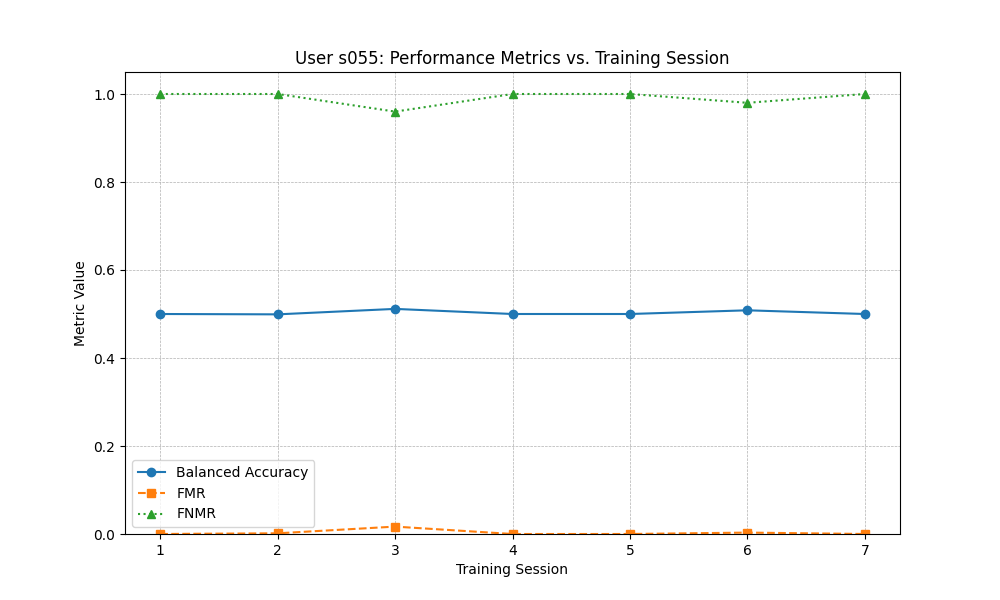 User s055: Performance Metrics vs. Training Session
Metric Value
1.0
0.8
0.6
0.4
0.2
0.0
Balanced Accuracy
FMR
FNMR
1 2 3 4 5 6 7
Training Session